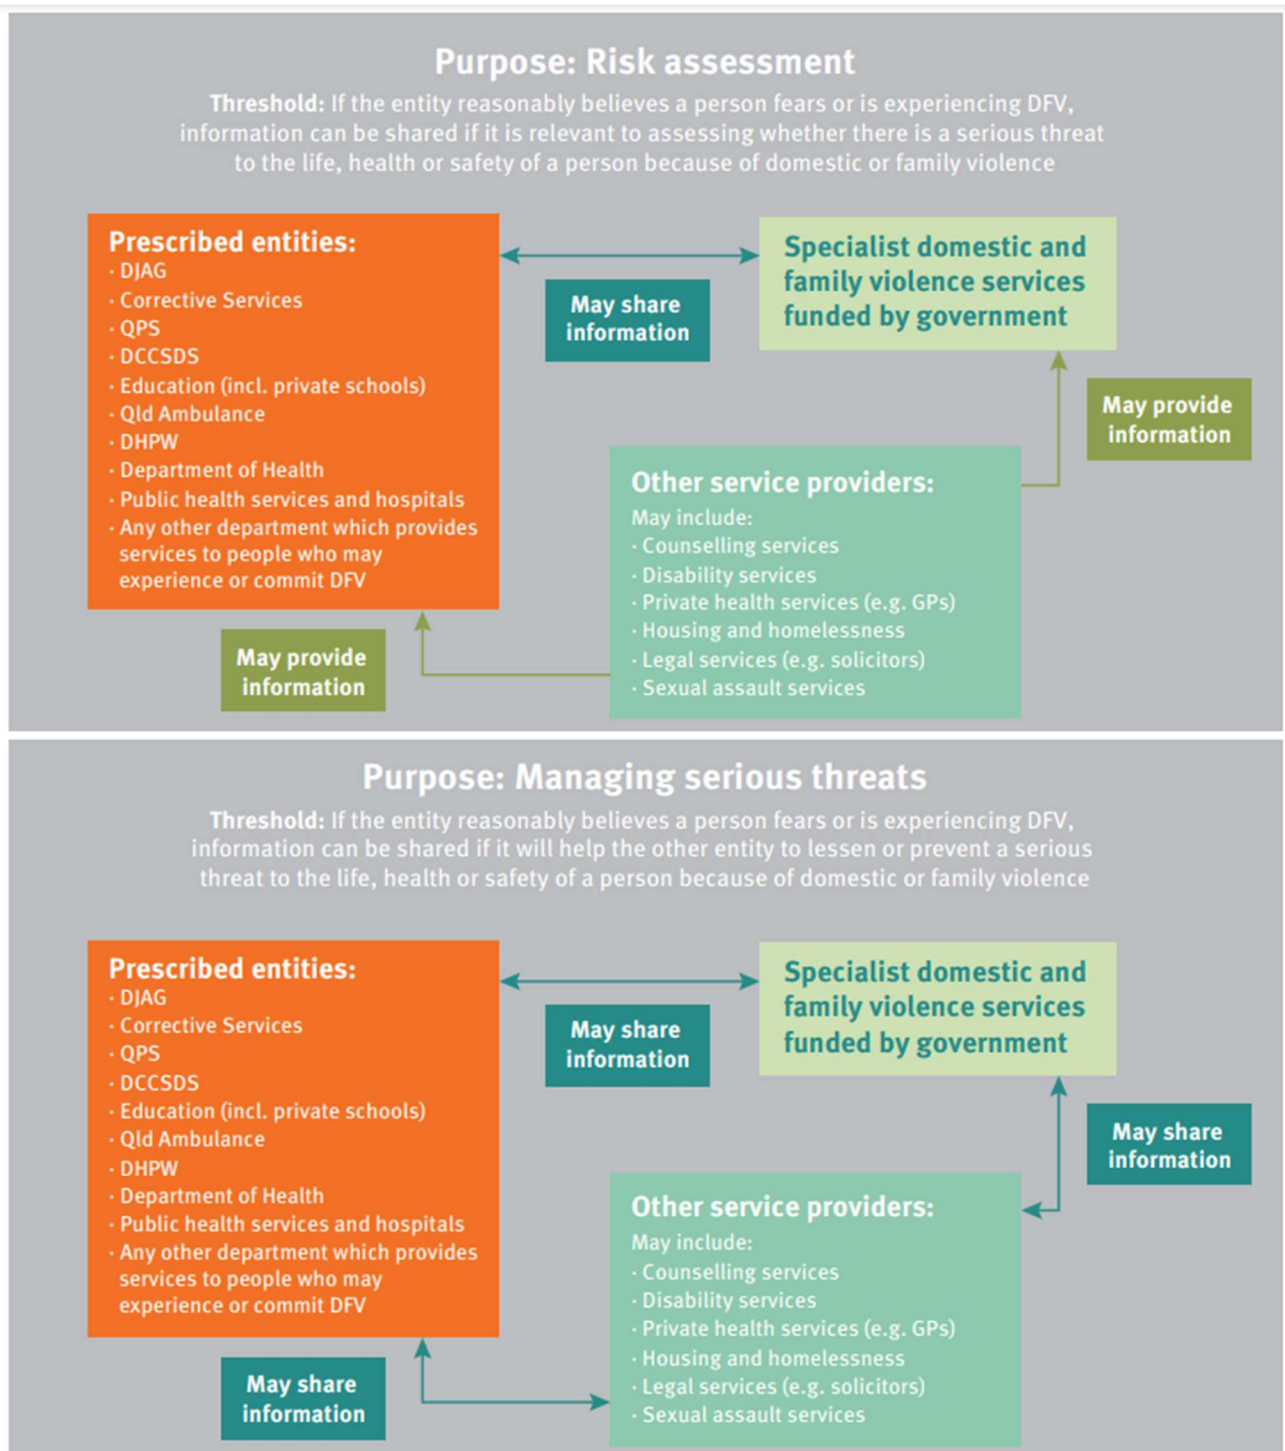 Purpose: Risk assessment
Threshold: If the entity reasonably believes a person fears or is experiencing DFV,
information can be shared if it is relevant to assessing whether there is a serious threat
to the life, health or safety of a person because of domestic or family violence
Prescribed entities:
· DJAG
· Corrective Services
· QPS
· DCCSDS
· Education (incl. private schools)
· Qld Ambulance
· DHPW
· Department of Health
· Public health services and hospitals
· Any other department which provides
services to people who may
experience or commit DFV
May share
information
Specialist domestic and
family violence services
funded by government
May provide
information
Other service providers:
May include:
· Counselling services
· Disability services
· Private health services (e.g. GPs)
· Housing and homelessness
· Legal services (e.g. solicitors)
· Sexual assault services
May provide
information
Purpose: Managing serious threats
Threshold: If the entity reasonably believes a person fears or is experiencing DFV,
information can be shared if it will help the other entity to lessen or prevent a serious
threat to the life, health or safety of a person because of domestic or family violence
Prescribed entities:
· DJAG
· Corrective Services
· QPS
· DCCSDS
· Education (incl. private schools)
· Qld Ambulance
· DHPW
· Department of Health
· Public health services and hospitals
· Any other department which provides
services to people who may
experience or commit DFV
May share
information
Specialist domestic and
family violence services
funded by government
May share
information
Other service providers:
May include:
· Counselling services
· Disability services
· Private health services (e.g. GPs)
· Housing and homelessness
· Legal services (e.g. solicitors)
· Sexual assault services
May share
information